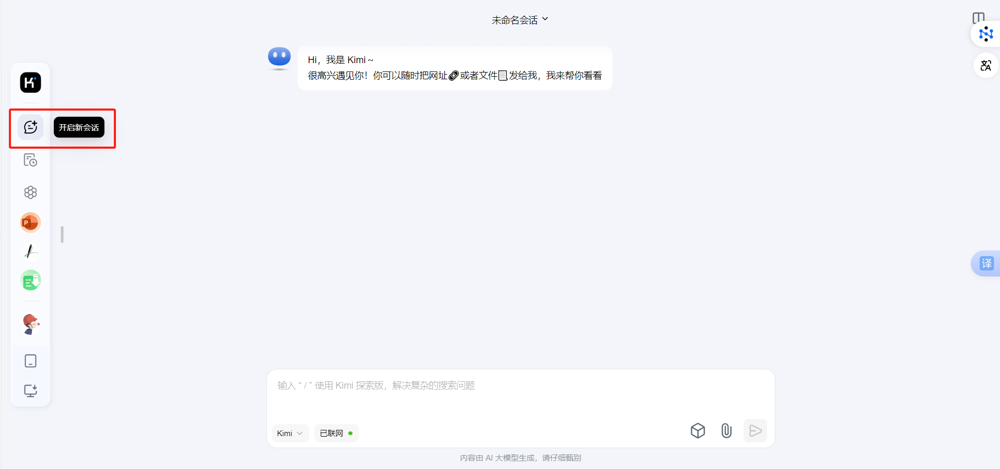 未命名会话
Hi，我是 Kimi～
很高兴遇见你！你可以随时把网址🔗或者文件📃发给我，我来帮你看看
K
开启新会话
P
文A
译
输入 “ / ” 使用 Kimi 探索版，解决复杂的搜索问题
Kimi
已联网
内容由 AI 大模型生成，请仔细甄别